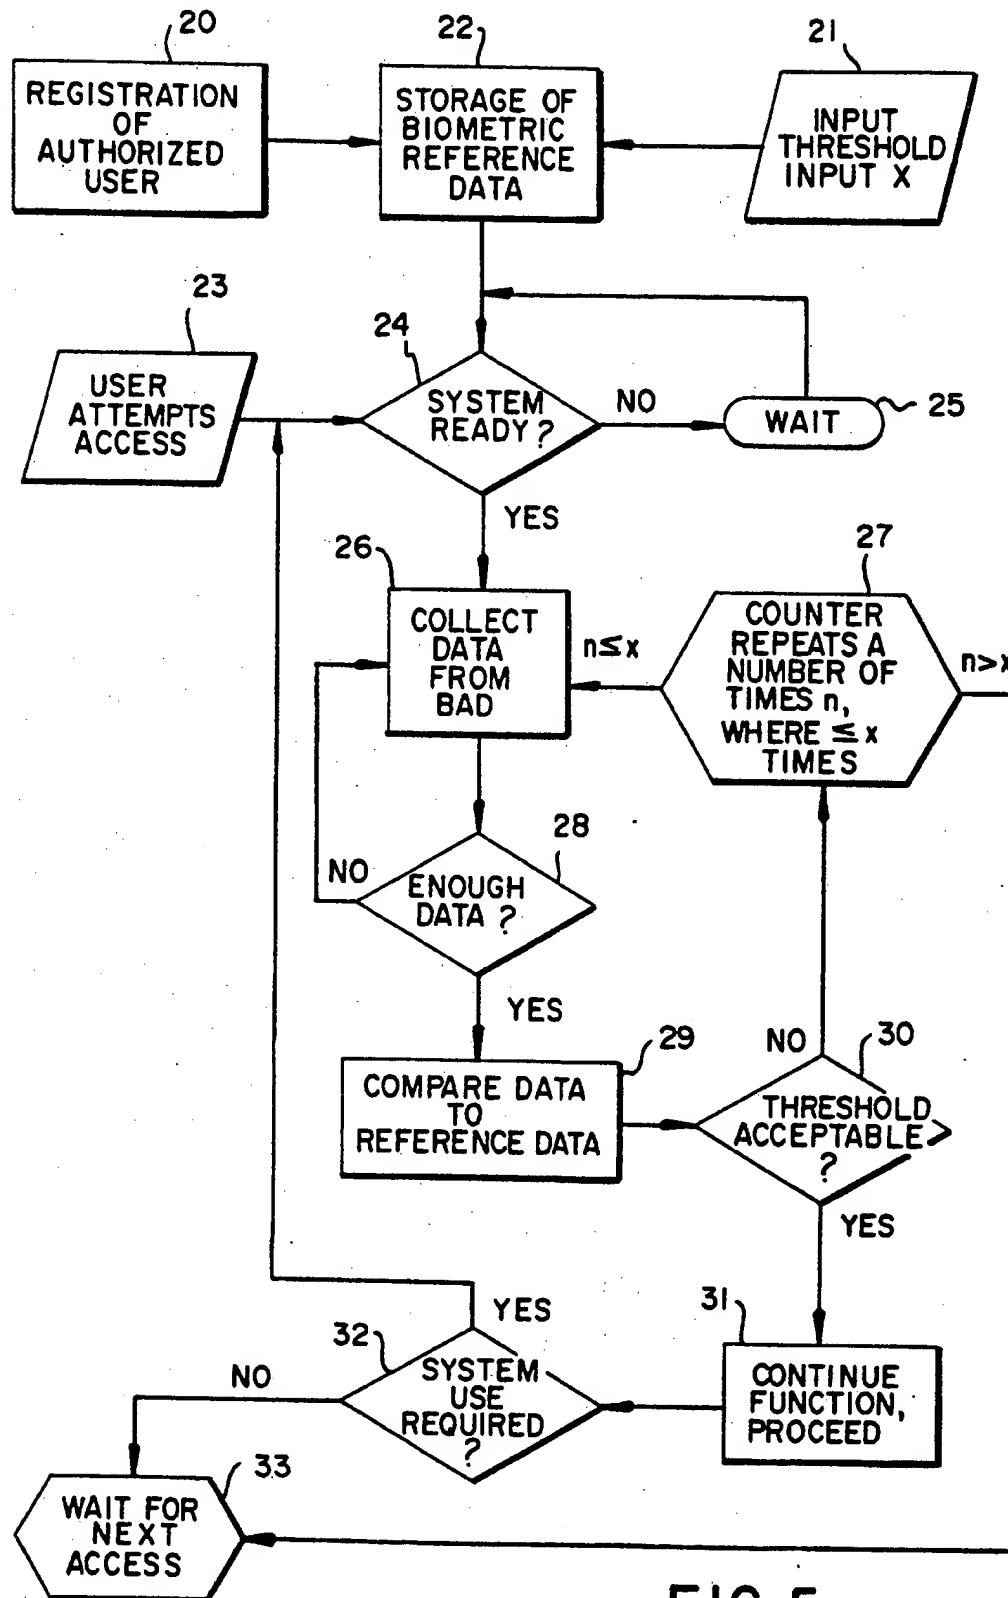 20
22
21
REGISTRATION
OF
AUTHORIZED
USER
STORAGE OF
BIOMETRIC
REFERENCE
DATA
INPUT
THRESHOLD
INPUT X
23
24
USER
ATTEMPTS
ACCESS
SYSTEM
READY?
NO
WAIT
25
YES
26
27
COLLECT
DATA
FROM
BAD
n≤x
COUNTER
REPEATS A
NUMBER OF
TIMES n,
WHERE ≤ x
TIMES
n>x
28
NO
ENOUGH
DATA ?
YES
29
COMPARE DATA
TO
REFERENCE DATA
NO
30
THRESHOLD
ACCEPTABLE
?
YES
31
CONTINUE
FUNCTION,
PROCEED
YES
32
SYSTEM
USE
REQUIRED
?
NO
33
WAIT FOR
NEXT
ACCESS
FIG. 5